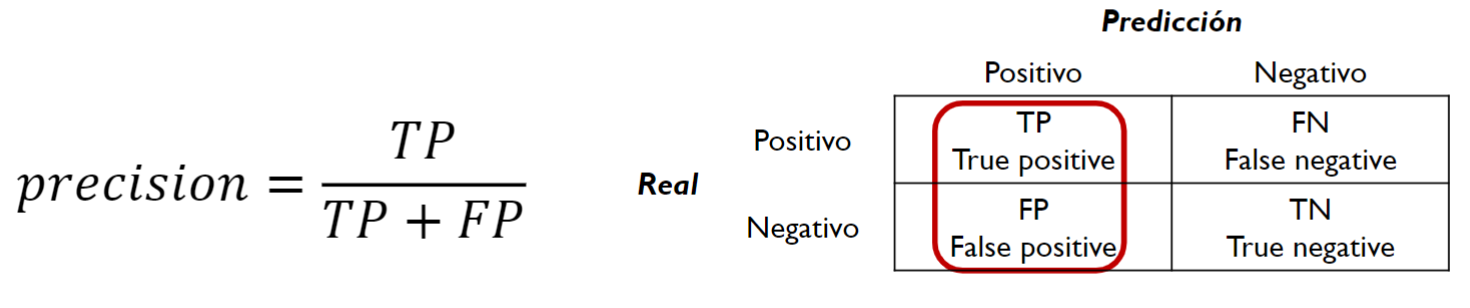 precision = TP / (TP + FP)
Predicción
Positivo Negativo
Real
Positivo
TP
True positive
FN
False negative
Negativo
FP
False positive
TN
True negative